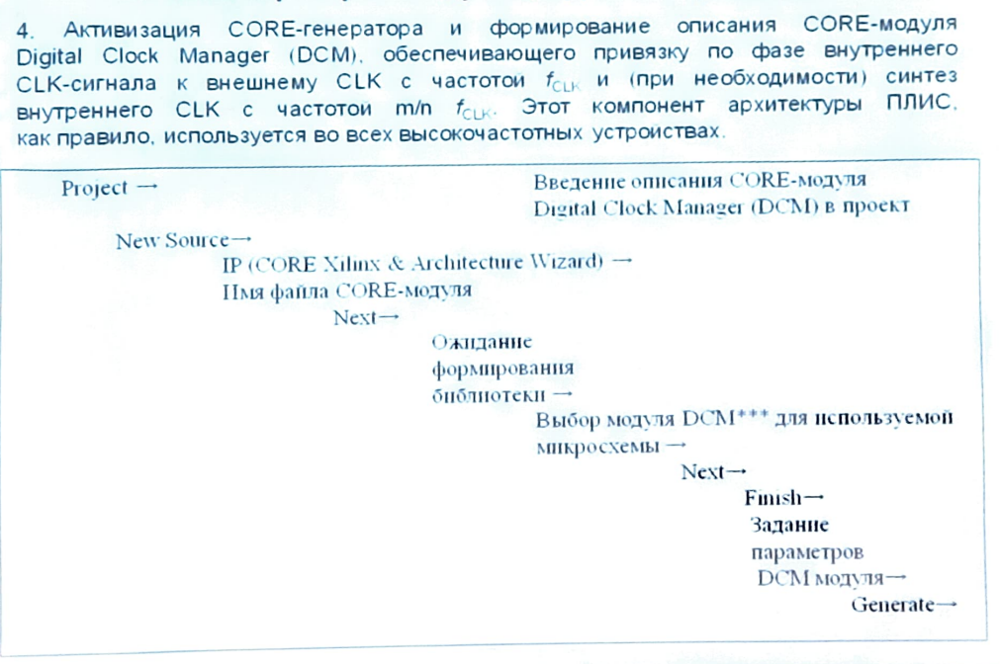 4. Активизация CORE-генератора и формирование описания CORE-модуля
Digital Clock Manager (DCM), обеспечивающего привязку по фазе внутреннего
CLK-сигнала к внешнему CLK с частотой fCLK и (при необходимости) синтез
внутреннего CLK с частотой m/n fCLK. Этот компонент архитектуры ПЛИС,
как правило, используется во всех высокочастотных устройствах.
Project → Введение описания CORE-модуля
Digital Clock Manager (DCM) в проект
New Source→
IP (CORE Xilinx & Architecture Wizard) →
Имя файла CORE-модуля
Next→
Ожидание
формирования
библиотеки →
Выбор модуля DCM*** для используемой
микросхемы →
Next→
Finish→
Задание
параметров
DCM модуля→
Generate→